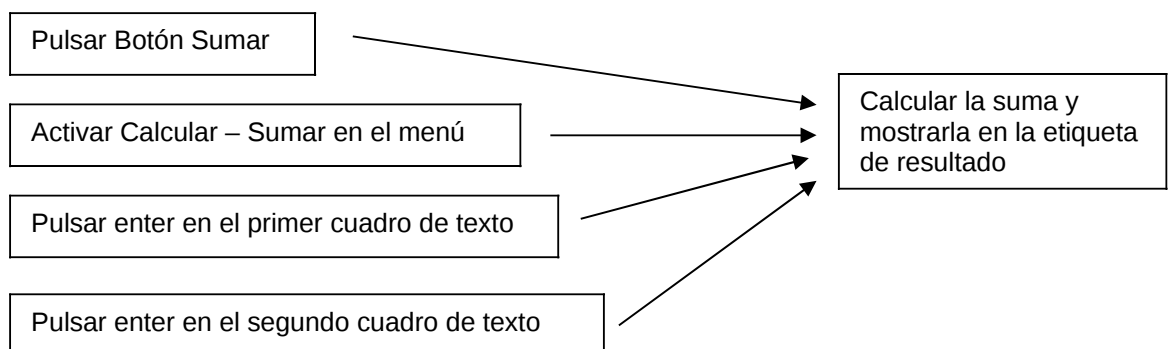 Pulsar Botón Sumar
Activar Calcular – Sumar en el menú
Pulsar enter en el primer cuadro de texto
Pulsar enter en el segundo cuadro de texto
Calcular la suma y
mostrarla en la etiqueta
de resultado